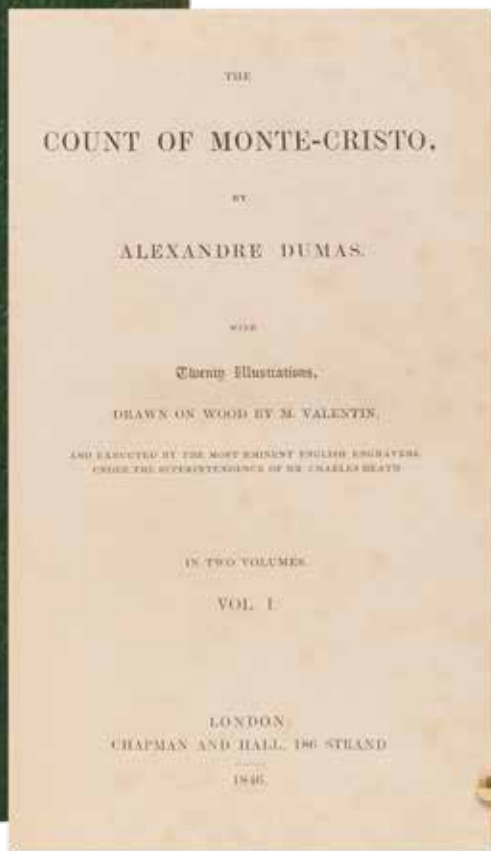 THE
COUNT OF MONTE-CRISTO,
BY
ALEXANDRE DUMAS.
WITH
Twenty Illustrations,
DRAWN ON WOOD BY M. VALENTIN,
AND EXECUTED BY THE MOST EMINENT ENGLISH ENGRAVERS,
UNDER THE SUPERINTENDENCE OF MR. CHARLES HEATH
IN TWO VOLUMES.
VOL. I.
LONDON:
CHAPMAN AND HALL, 186 STRAND
1846.